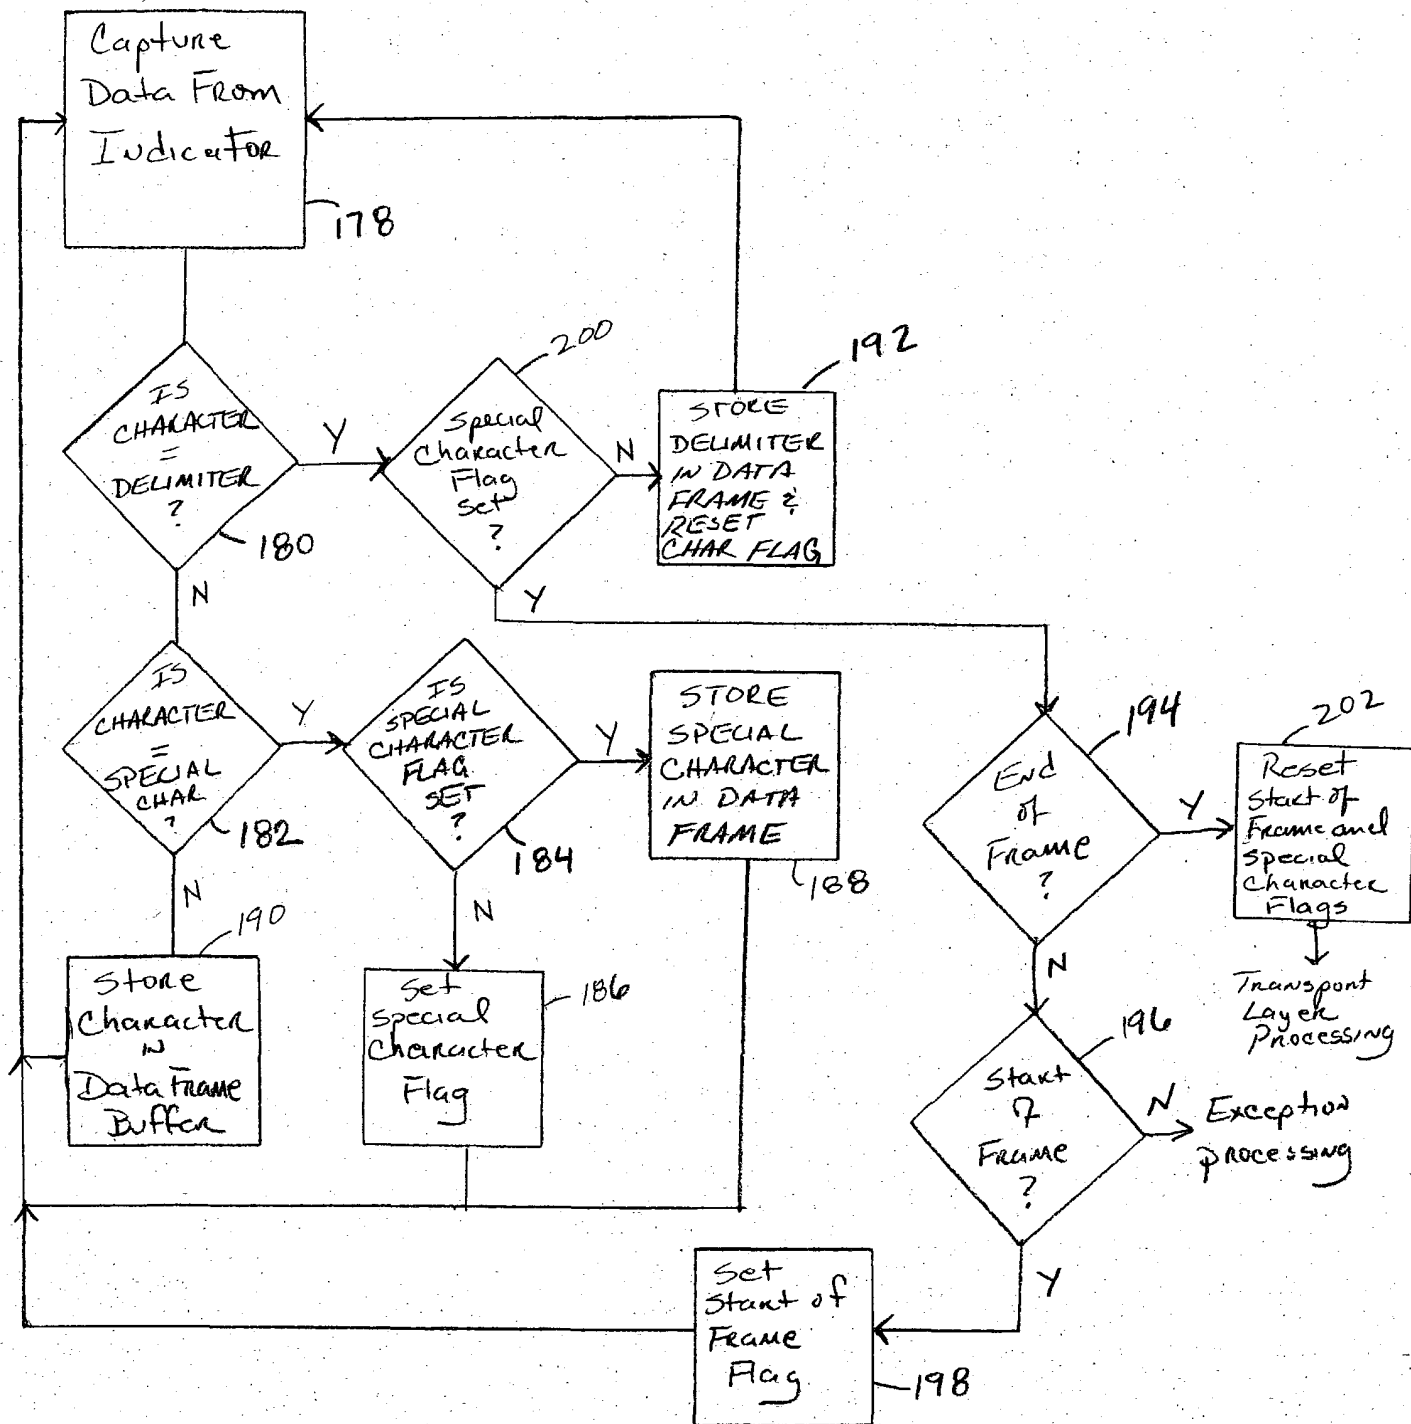 Capture
Data From
Indicator
178
IS
CHARACTER
=
DELIMITER
?
180
Y
N
200
Special
Character
Flag
Set
?
N
Y
192
STORE
DELIMITER
IN DATA
FRAME &
RESET
CHAR FLAG
IS
CHARACTER
=
SPECIAL
CHAR
?
182
Y
N
IS
SPECIAL
CHARACTER
FLAG
SET
?
184
Y
N
STORE
SPECIAL
CHARACTER
IN DATA
FRAME
188
194
End
of
Frame
?
Y
N
202
Reset
Start of
Frame and
Special
Character
Flags
Transport
Layer
Processing
190
Store
Character
IN
Data Frame
Buffer
Set
Special
Character
Flag
186
196
Start
of
Frame
?
N
Exception
Processing
Y
Set
Start of
Frame
Flag
198